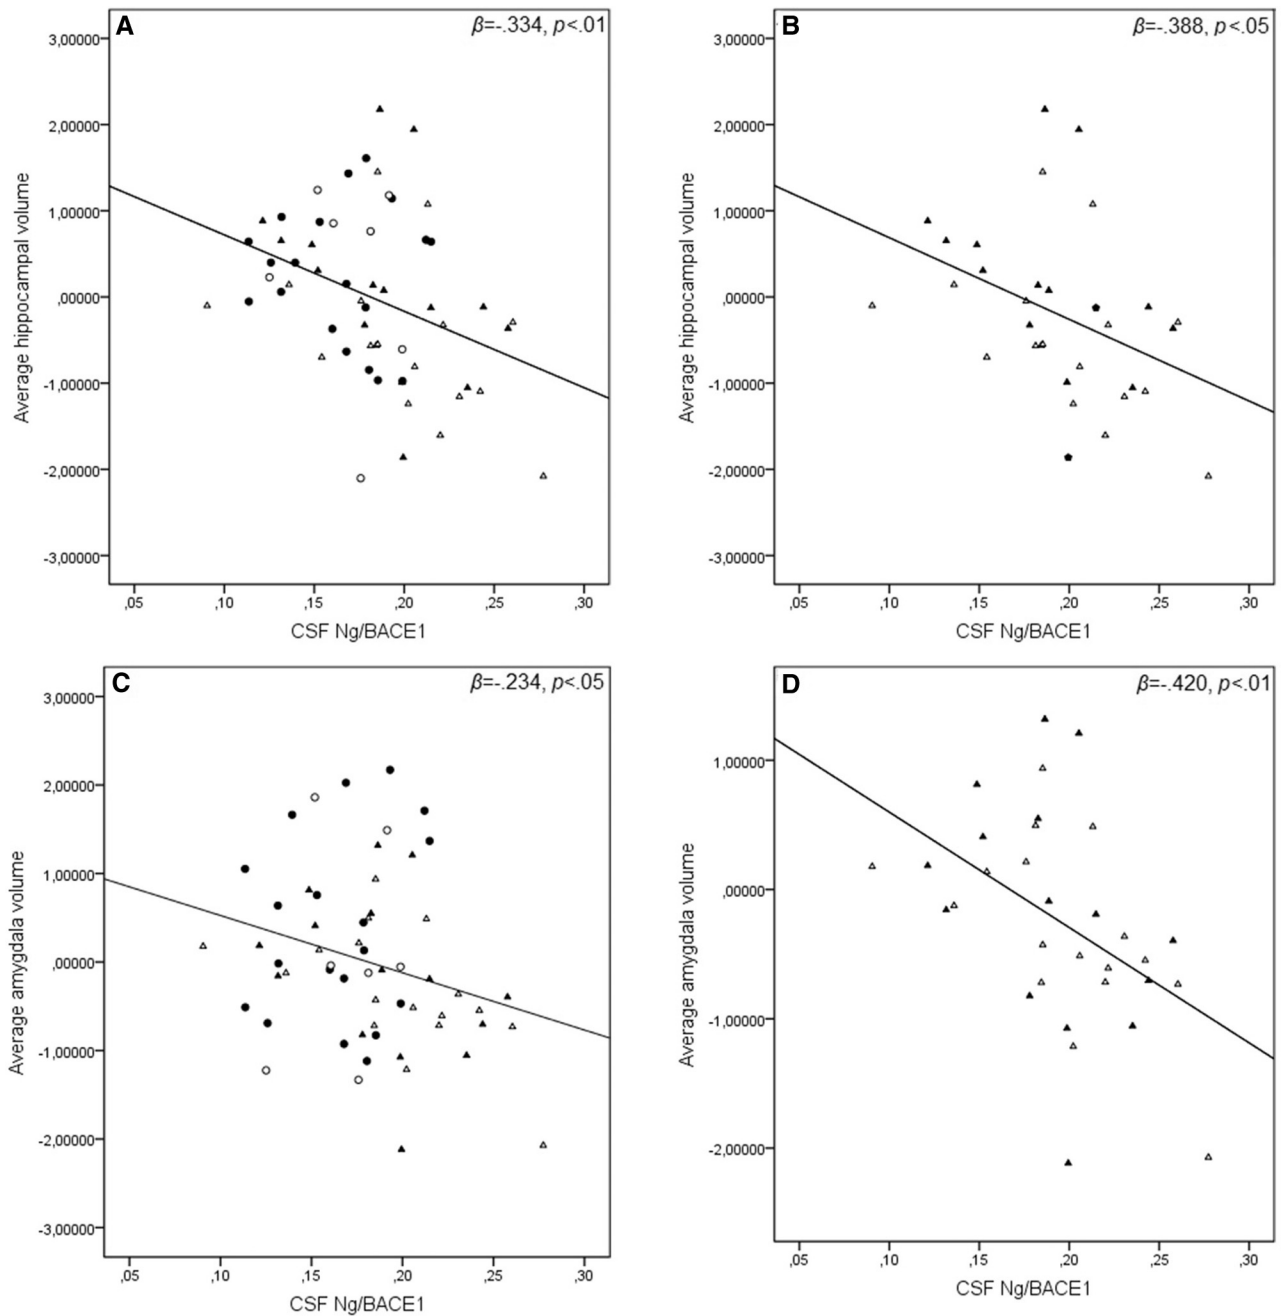 A
β=-.334, p<.01
3,00000
2,00000
1,00000
,00000
-1,00000
-2,00000
-3,00000
Average hippocampal volume
,05 ,10 ,15 ,20 ,25 ,30
CSF Ng/BACE1
B
β=-.388, p<.05
3,00000
2,00000
1,00000
,00000
-1,00000
-2,00000
-3,00000
Average hippocampal volume
,05 ,10 ,15 ,20 ,25 ,30
CSF Ng/BACE1
C
β=-.234, p<.05
3,00000
2,00000
1,00000
,00000
-1,00000
-2,00000
-3,00000
Average amygdala volume
,05 ,10 ,15 ,20 ,25 ,30
CSF Ng/BACE1
D
β=-.420, p<.01
1,00000
,00000
-1,00000
-2,00000
Average amygdala volume
,05 ,10 ,15 ,20 ,25 ,30
CSF Ng/BACE1